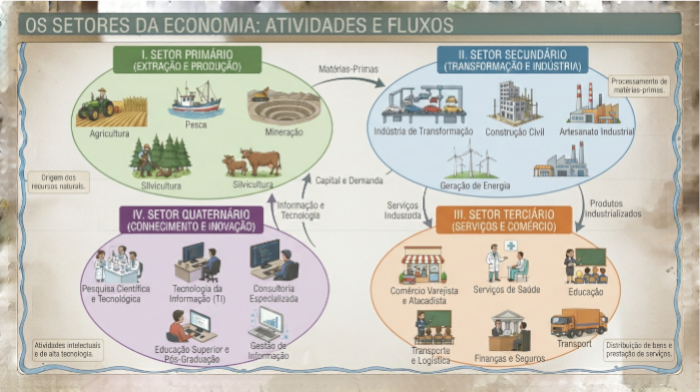 OS SETORES DA ECONOMIA: ATIVIDADES E FLUXOS
I. SETOR PRIMÁRIO
(EXTRAÇÃO E PRODUÇÃO)
Agricultura
Pesca
Mineração
Silvicultura
Silvicultura
Origem dos
recursos naturais.
Matérias-Primas
II. SETOR SECUNDÁRIO
(TRANSFORMAÇÃO E INDÚSTRIA)
Processamento de
matérias-primas.
Indústria de Transformação
Construção Civil
Artesanato Industrial
Geração de Energia
Capital e Demanda
Informação e
Tecnologia
Serviços
Produtos
Industrializados
IV. SETOR QUATERNÁRIO
(CONHECIMENTO E INOVAÇÃO)
Pesquisa Científica
e Tecnológica
Tecnologia da
Informação (TI)
Consultoria
Especializada
Educação Superior e
Pós-Graduação
Gestão de
Informação
Atividades intelectuais
e de alta tecnologia.
III. SETOR TERCIÁRIO
(SERVIÇOS E COMÉRCIO)
Comércio Varejista
e Atacadista
Serviços de Saúde
Educação
Transporte
e Logística
Finanças e Seguros
Transport
Distribuição de bens e
prestação de serviços.